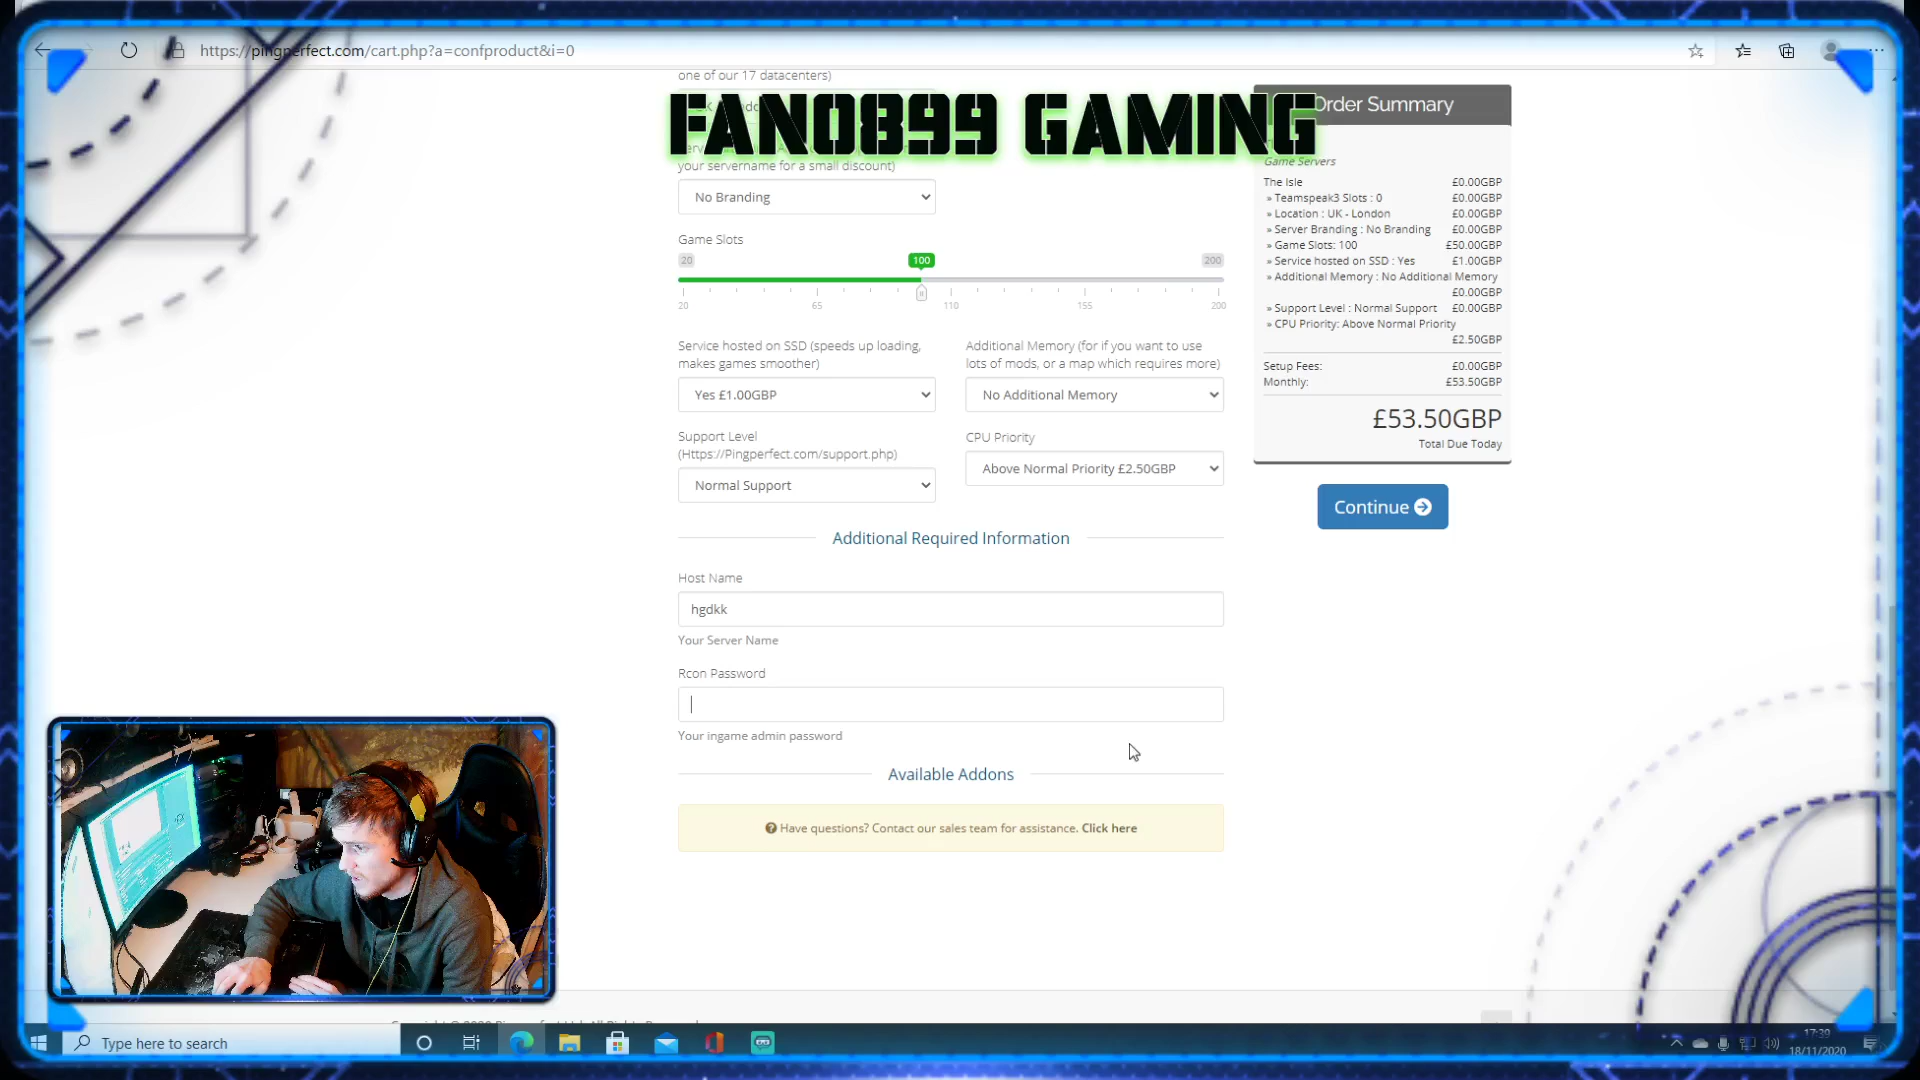 https://pingperfect.com/cart.php?a=confproduct&i=0
one of our 17 datacenters)
FANO899 GAMING
your servername for a small discount)
No Branding
Game Slots
20
100
200
20
65
110
155
200
Service hosted on SSD (speeds up loading,
makes games smoother)
Yes £1.00GBP
Additional Memory (for if you want to use
lots of mods, or a map which requires more)
No Additional Memory
Support Level
(Https://Pingperfect.com/support.php)
Normal Support
CPU Priority
Above Normal Priority £2.50GBP
Additional Required Information
Host Name
hgdkk
Your Server Name
Rcon Password
Your ingame admin password
Available Addons
Have questions? Contact our sales team for assistance. Click here
Order Summary
Game Servers
The Isle £0.00GBP
» Teamspeak3 Slots : 0 £0.00GBP
» Location : UK - London £0.00GBP
» Server Branding : No Branding £0.00GBP
» Game Slots: 100 £50.00GBP
» Service hosted on SSD : Yes £1.00GBP
» Additional Memory : No Additional Memory
£0.00GBP
» Support Level : Normal Support £0.00GBP
» CPU Priority: Above Normal Priority
£2.50GBP
Setup Fees: £0.00GBP
Monthly: £53.50GBP
£53.50GBP
Total Due Today
Continue
Type here to search
17:39
18/11/2020